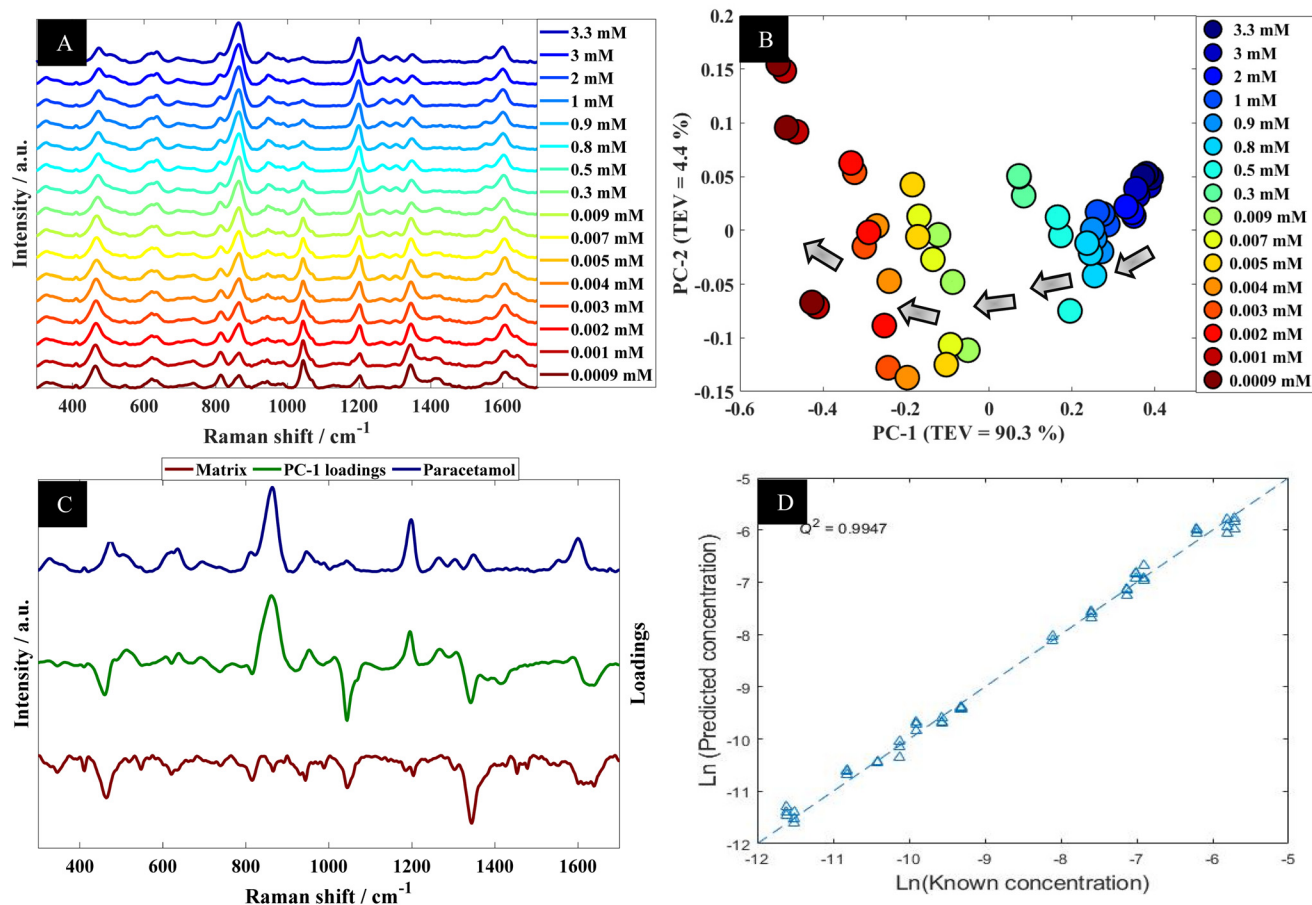 A
Intensity / a.u.
400 600 800 1000 1200 1400 1600
Raman shift / cm-1
3.3 mM
3 mM
2 mM
1 mM
0.9 mM
0.8 mM
0.5 mM
0.3 mM
0.009 mM
0.007 mM
0.005 mM
0.004 mM
0.003 mM
0.002 mM
0.001 mM
0.0009 mM
B
PC-2 (TEV = 4.4 %)
0.2
0.15
0.1
0.05
0
-0.05
-0.1
-0.15
-0.6 -0.4 -0.2 0 0.2 0.4
PC-1 (TEV = 90.3 %)
3.3 mM
3 mM
2 mM
1 mM
0.9 mM
0.8 mM
0.5 mM
0.3 mM
0.009 mM
0.007 mM
0.005 mM
0.004 mM
0.003 mM
0.002 mM
0.001 mM
0.0009 mM
Matrix PC-1 loadings Paracetamol
C
Intensity / a.u.
Loadings
400 600 800 1000 1200 1400 1600
Raman shift / cm-1
D
Q2 = 0.9947
Ln (Predicted concentration)
-5
-6
-7
-8
-9
-10
-11
-12
-12 -11 -10 -9 -8 -7 -6 -5
Ln(Known concentration)